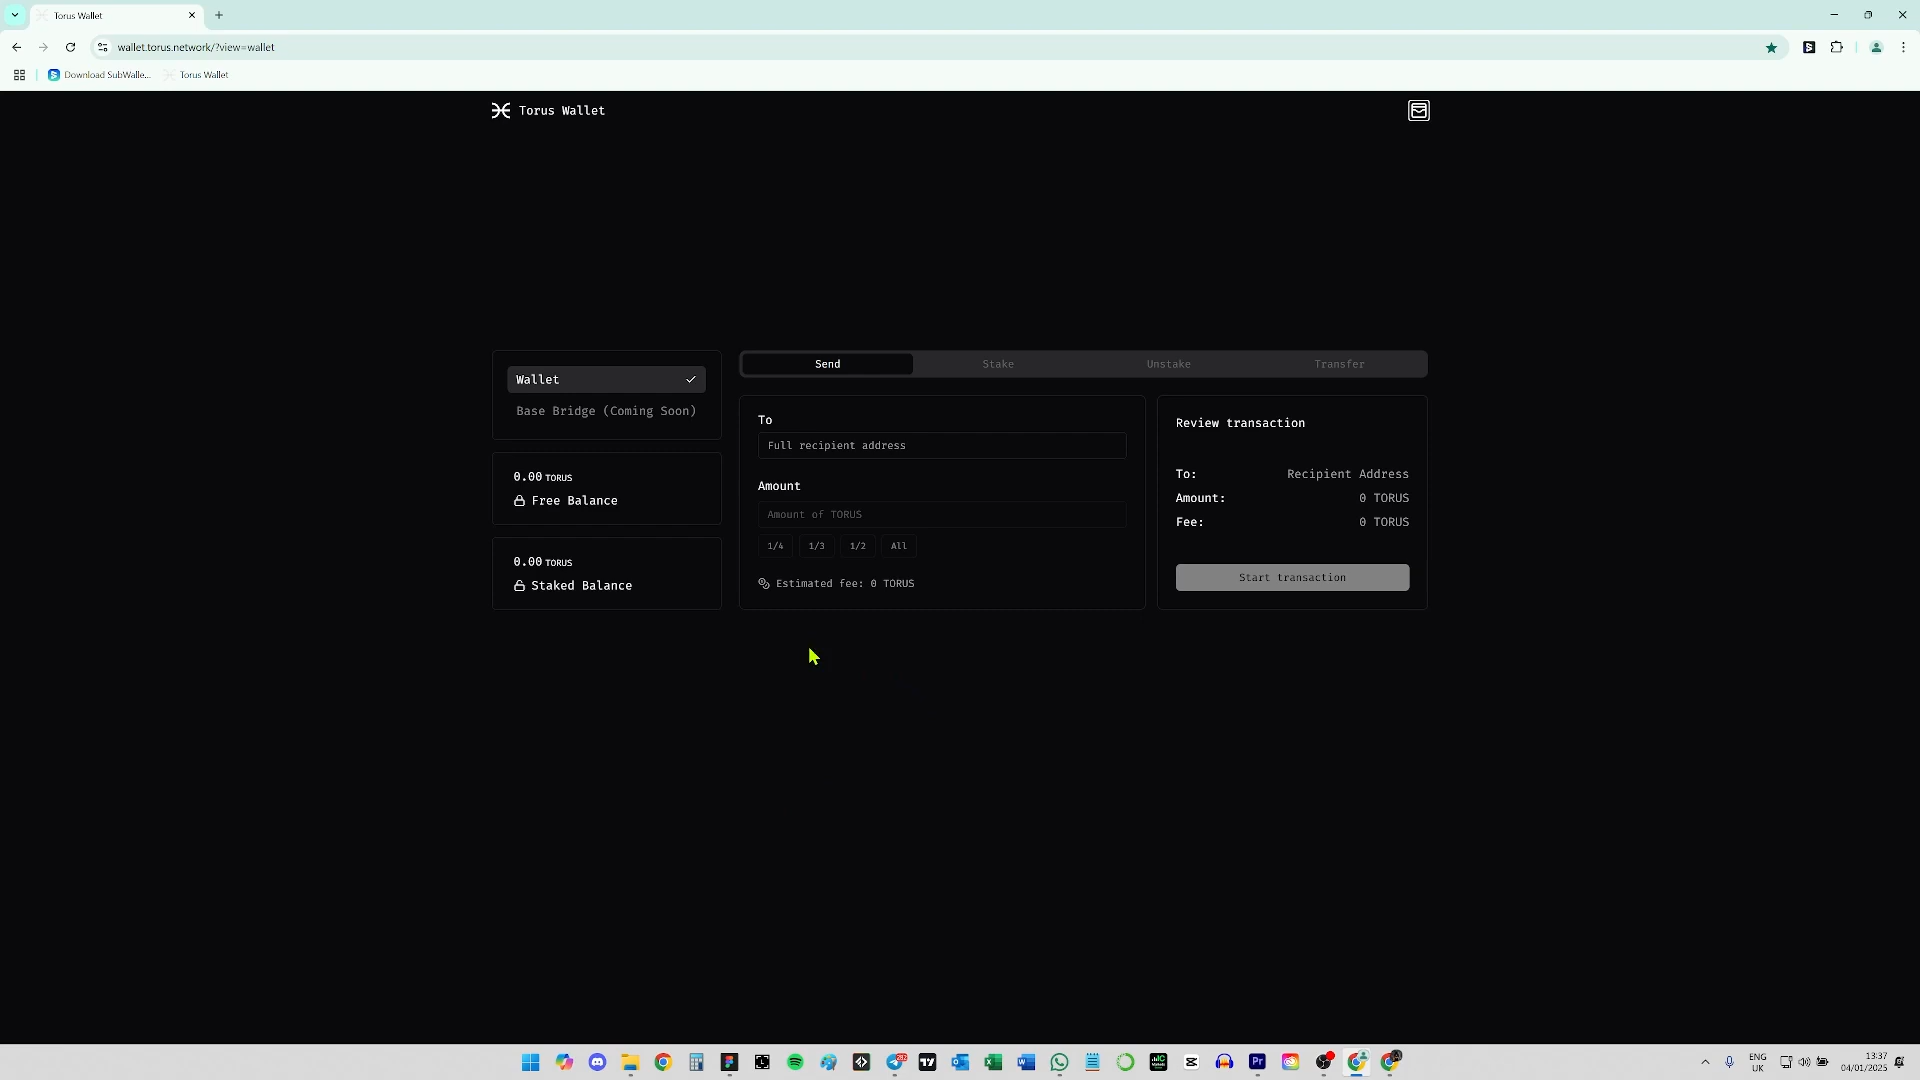 Torus Wallet
wallet.torus.network/?view=wallet
Download SubWalle...
Torus Wallet
Torus Wallet
Wallet
Base Bridge (Coming Soon)
0.00 TORUS
Free Balance
0.00 TORUS
Staked Balance
Send
Stake
Unstake
Transfer
To
Full recipient address
Amount
Amount of TORUS
1/4
1/3
1/2
All
Estimated fee: 0 TORUS
Review transaction
To:
Recipient Address
Amount:
0 TORUS
Fee:
0 TORUS
Start transaction
282
Pr
ENG
UK
13:37
04/01/2025